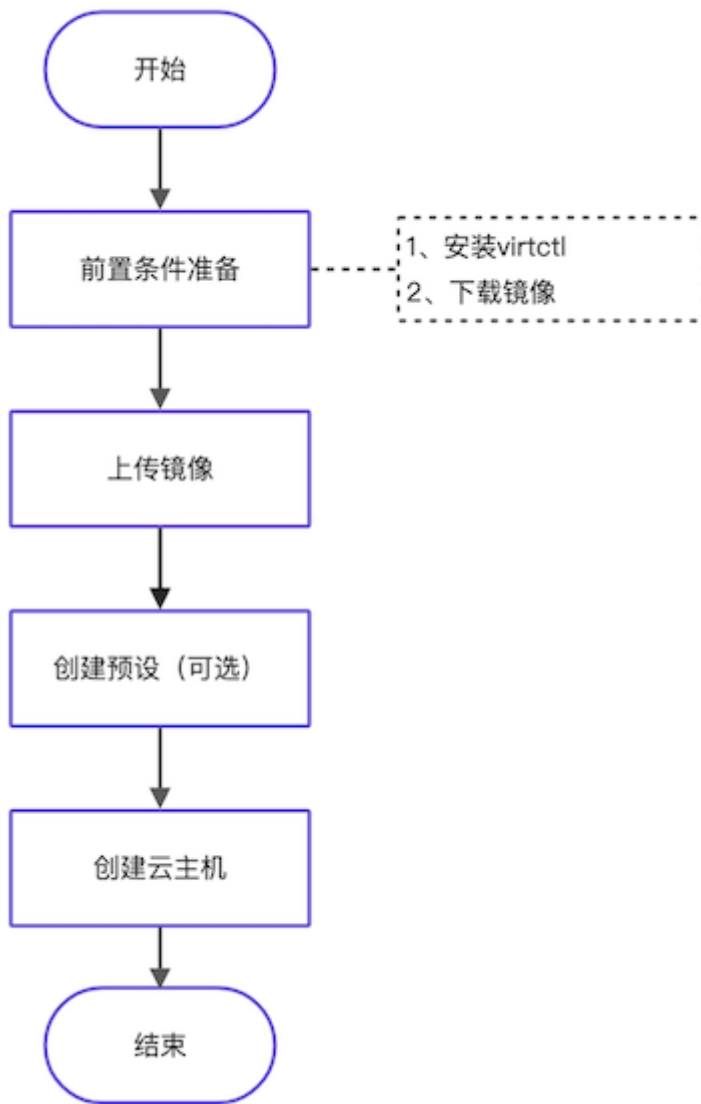 开始
前置条件准备
1、安装virtctl
2、下载镜像
上传镜像
创建预设（可选）
创建云主机
结束